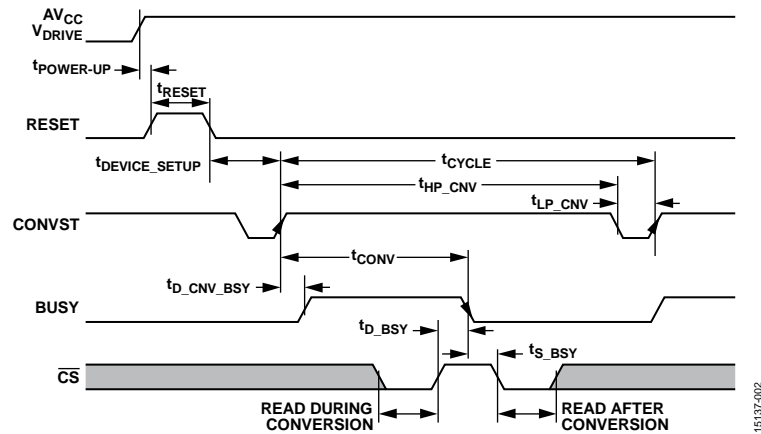 AVCC
VDRIVE
tPOWER-UP
tRESET
RESET
tDEVICE_SETUP
tCYCLE
tHP_CNV
tLP_CNV
CONVST
tCONV
tD_CNV_BSY
BUSY
tD_BSY
tS_BSY
CS
READ DURING
CONVERSION
READ AFTER
CONVERSION
15137-002